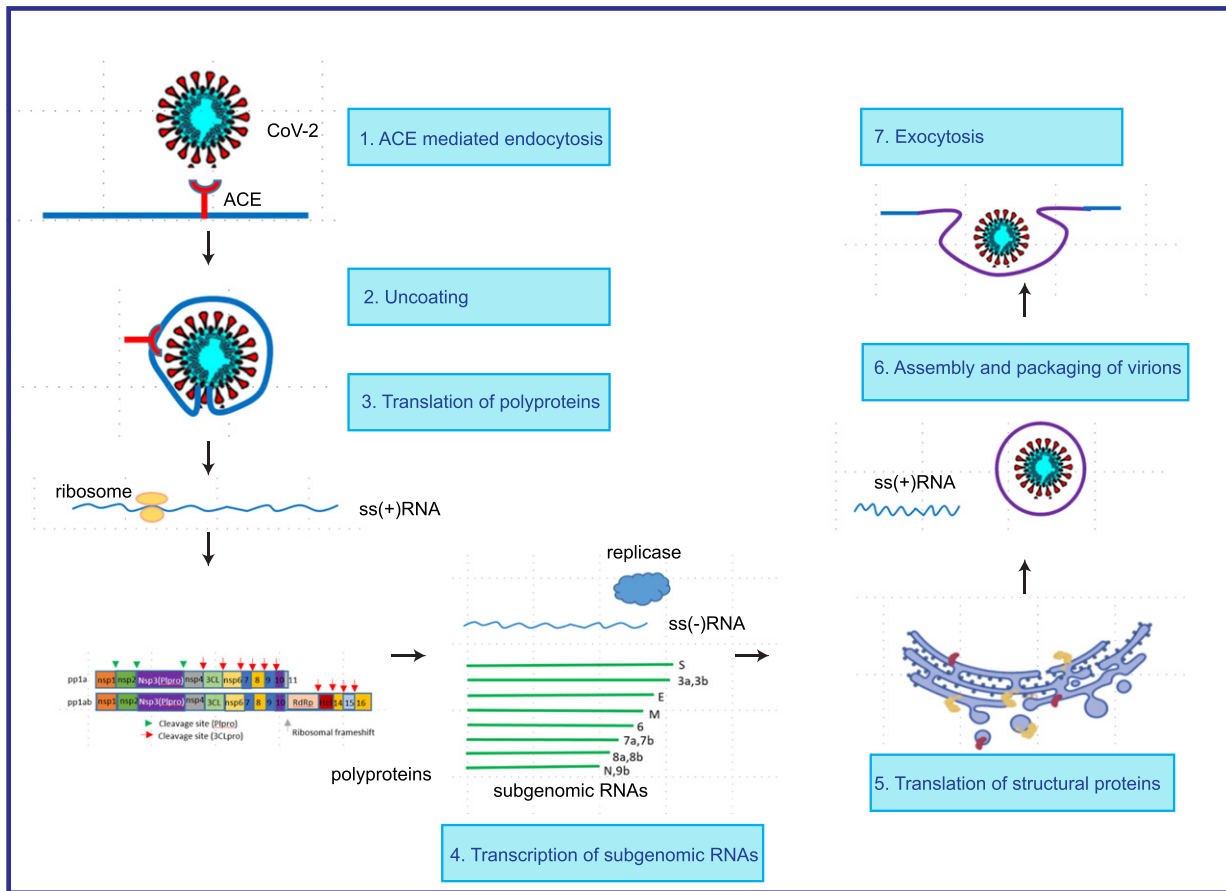 CoV-2
1. ACE mediated endocytosis
ACE
2. Uncoating
3. Translation of polyproteins
ribosome
ss(+)RNA
pp1a
nsp1 nsp2 Nsp3(Plpro) nsp4 3CL nsp6 7 8 9 10 11
pp1ab
nsp1 nsp2 Nsp3(Plpro) nsp4 3CL nsp6 7 8 9 10 RdRp 14 15 16
Cleavage site (Plpro)
Cleavage site (3CLpro)
Ribosomal frameshift
polyproteins
replicase
ss(-)RNA
S
3a,3b
E
M
6
7a,7b
8a,8b
N,9b
subgenomic RNAs
4. Transcription of subgenomic RNAs
7. Exocytosis
6. Assembly and packaging of virions
ss(+)RNA
5. Translation of structural proteins